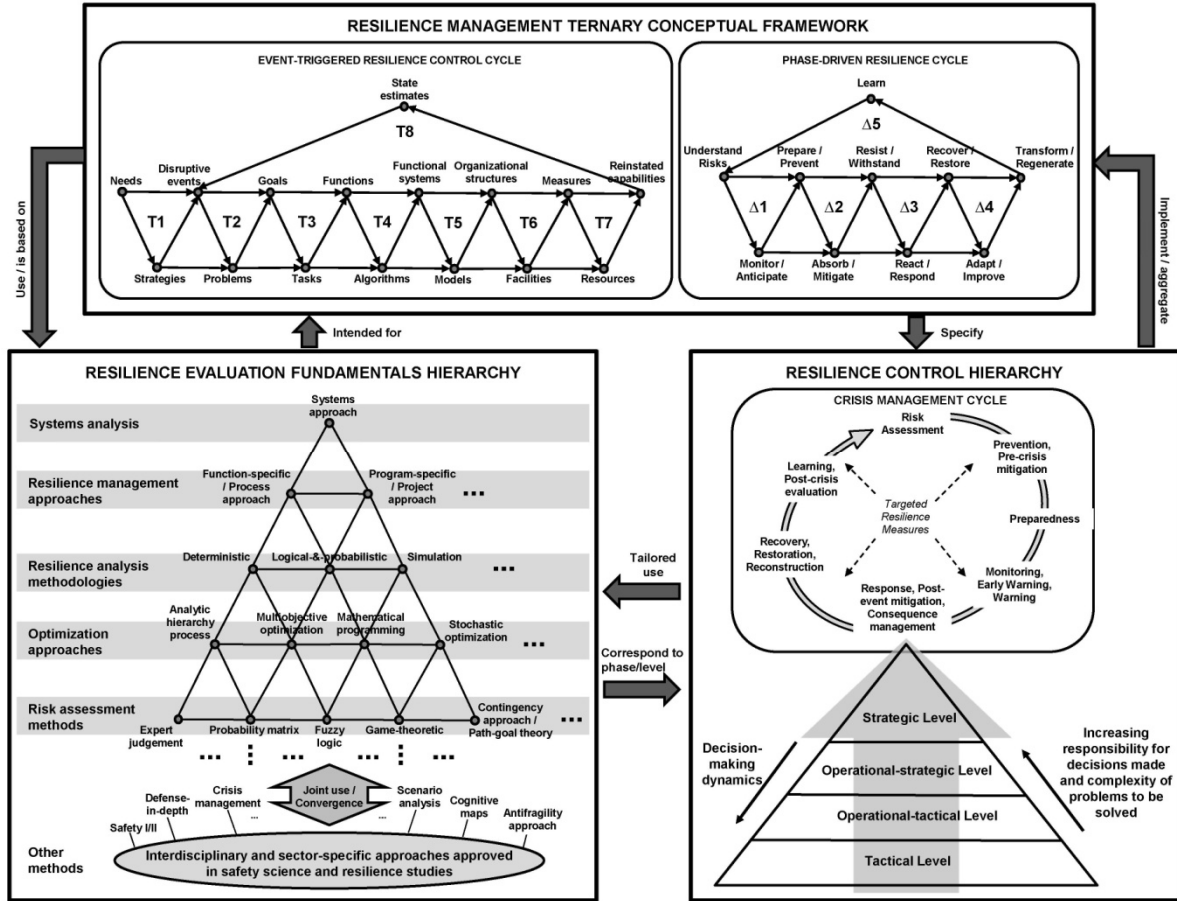 RESILIENCE MANAGEMENT TERNARY CONCEPTUAL FRAMEWORK
EVENT-TRIGGERED RESILIENCE CONTROL CYCLE
State
estimates
T8
Needs
Disruptive
events
Goals
Functions
Functional
systems
Organizational
structures
Measures
Reinstated
capabilities
T1
T2
T3
T4
T5
T6
T7
Strategies
Problems
Tasks
Algorithms
Models
Facilities
Resources
PHASE-DRIVEN RESILIENCE CYCLE
Learn
Δ5
Understand
Risks
Prepare /
Prevent
Resist /
Withstand
Recover /
Restore
Transform /
Regenerate
Δ1
Δ2
Δ3
Δ4
Monitor /
Anticipate
Absorb /
Mitigate
React /
Respond
Adapt /
Improve
Use / is based on
Intended for
Specify
Implement /
aggregate
RESILIENCE EVALUATION FUNDAMENTALS HIERARCHY
Systems analysis
Systems
approach
Resilience management
approaches
Function-specific
/ Process
approach
Program-specific
/ Project
approach
...
Resilience analysis
methodologies
Deterministic
Logical-&-probabilistic
Simulation
...
Optimization
approaches
Analytic
hierarchy
process
Multiobjective
optimization
Mathematical
programming
Stochastic
optimization
...
Risk assessment
methods
Expert
judgement
Probability matrix
Fuzzy
logic
Game-theoretic
Contingency
approach /
Path-goal theory
...
... ... ... ...
Joint use /
Convergence
Safety I/II
Defense-
in-depth
Crisis
management
...
...
Scenario
analysis
Cognitive
maps
Antifragility
approach
Other
methods
Interdisciplinary and sector-specific approaches approved
in safety science and resilience studies
Tailored
use
Correspond to
phase/level
RESILIENCE CONTROL HIERARCHY
CRISIS MANAGEMENT CYCLE
Risk
Assessment
Prevention,
Pre-crisis
mitigation
Preparedness
Monitoring,
Early Warning,
Warning
Response, Post-
event mitigation,
Consequence
management
Recovery,
Restoration,
Reconstruction
Learning,
Post-crisis
evaluation
Targeted
Resilience
Measures
Strategic Level
Operational-strategic Level
Operational-tactical Level
Tactical Level
Decision-
making
dynamics
Increasing
responsibility for
decisions made
and complexity of
problems to be
solved